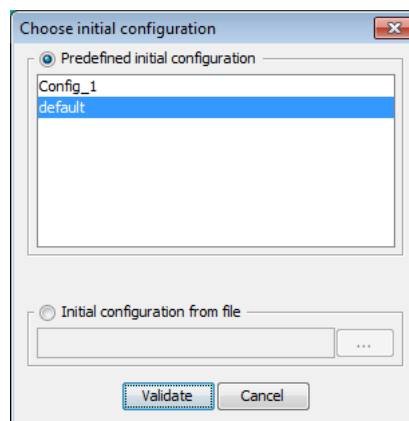 Choose initial configuration
Predefined initial configuration
Config_1
default
Initial configuration from file
...
Validate Cancel